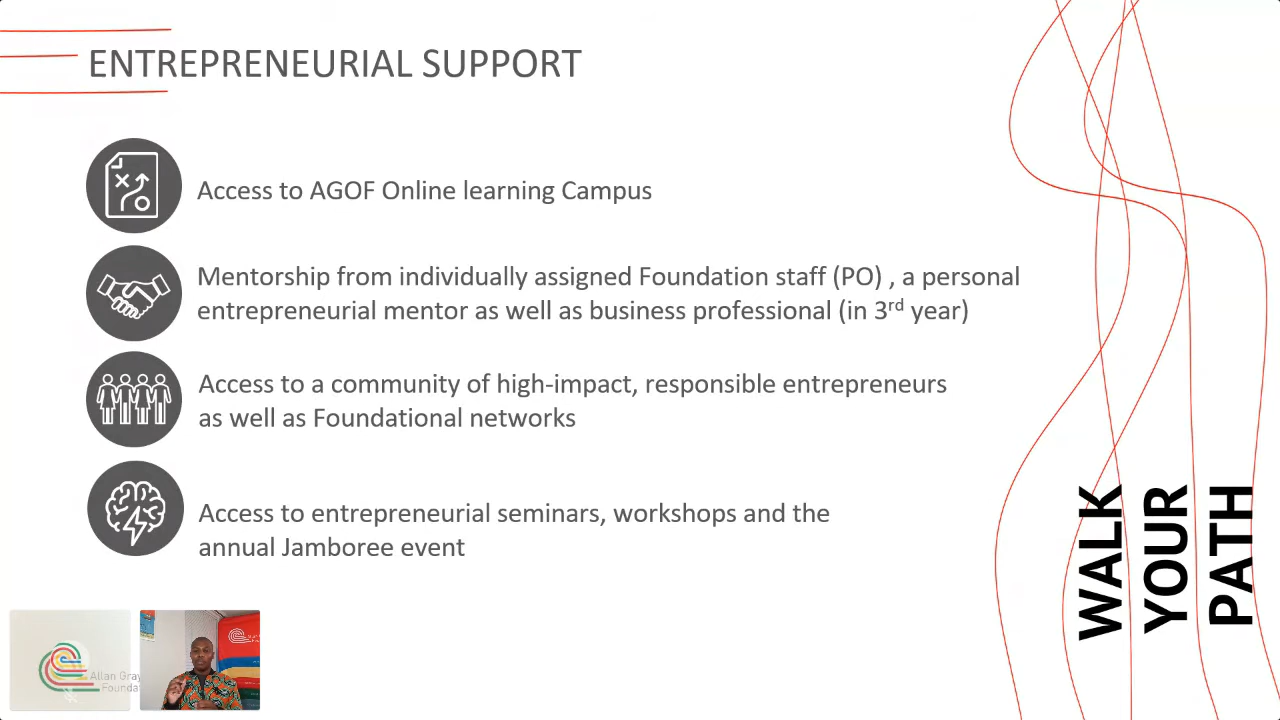 ENTREPRENEURIAL SUPPORT
Access to AGOF Online learning Campus
Mentorship from individually assigned Foundation staff (PO) , a personal
entrepreneurial mentor as well as business professional (in 3rd year)
Access to a community of high-impact, responsible entrepreneurs
as well as Foundational networks
Access to entrepreneurial seminars, workshops and the
annual Jamboree event
WALK
YOUR
PATH
Allan Gray
Founda